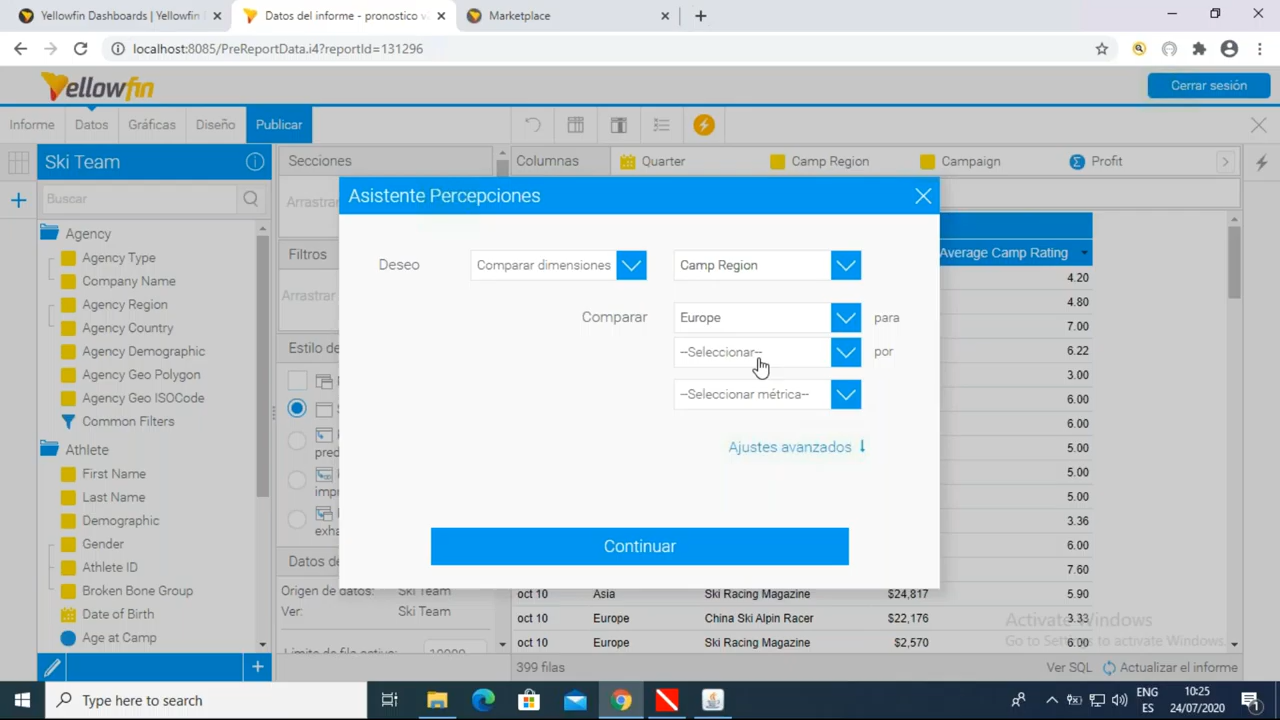 Yellowfin Dashboards | Yellowfin
Datos del informe - pronostico v
Marketplace
localhost:8085/PreReportData.i4?reportId=131296
Yellowfin
Cerrar sesión
Informe
Datos
Gráficas
Diseño
Publicar
Ski Team
Secciones
Columns
Quarter
Camp Region
Campaign
Profit
Buscar
Arrastrar
Asistente Percepciones
Agency
Agency Type
Company Name
Agency Region
Agency Country
Agency Demographic
Agency Geo Polygon
Agency Geo ISOCode
Common Filters
Athlete
First Name
Last Name
Demographic
Gender
Athlete ID
Broken Bone Group
Date of Birth
Age at Camp
Filtros
Arrastrar
Estilo de
pred
impr
exha
Datos de
Origen de datos:
Ski Team
Ver:
Ski Team
Límite de fila activo:
10000
Deseo
Comparar dimensiones
Camp Region
Comparar
Europe
para
--Seleccionar--
por
--Seleccionar métrica--
Ajustes avanzados
Continuar
Average Camp Rating
4.20
4.80
7.00
6.22
3.00
6.00
6.00
5.00
5.00
5.00
3.36
6.00
7.60
oct 10 Asia Ski Racing Magazine $24,817 5.90
oct 10 Europe China Ski Alpin Racer $22,176 3.33
oct 10 Europe Ski Racing Magazine $2,570 6.00
Activate Windows
Go to Settings to activate Windows.
399 filas
Ver SQL
Actualizar el informe
Type here to search
ENG
ES
10:25
24/07/2020
1